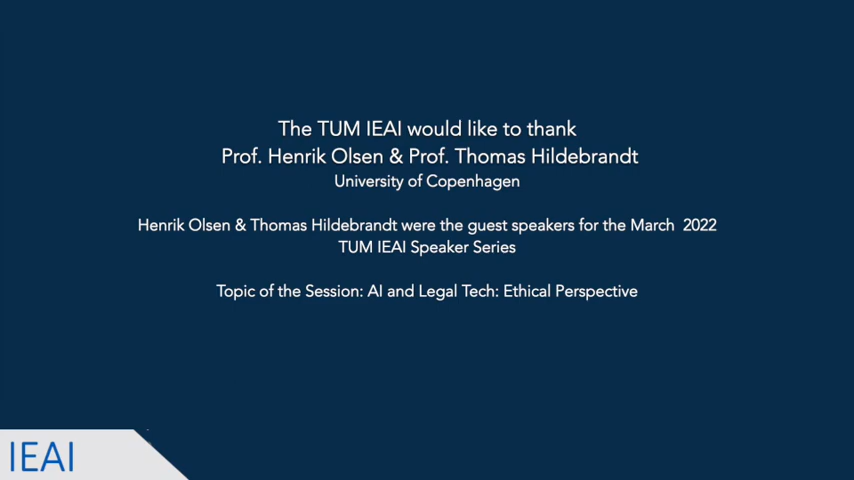 The TUM IEAI would like to thank
Prof. Henrik Olsen & Prof. Thomas Hildebrandt
University of Copenhagen
Henrik Olsen & Thomas Hildebrandt were the guest speakers for the March 2022
TUM IEAI Speaker Series
Topic of the Session: AI and Legal Tech: Ethical Perspective
IEAI